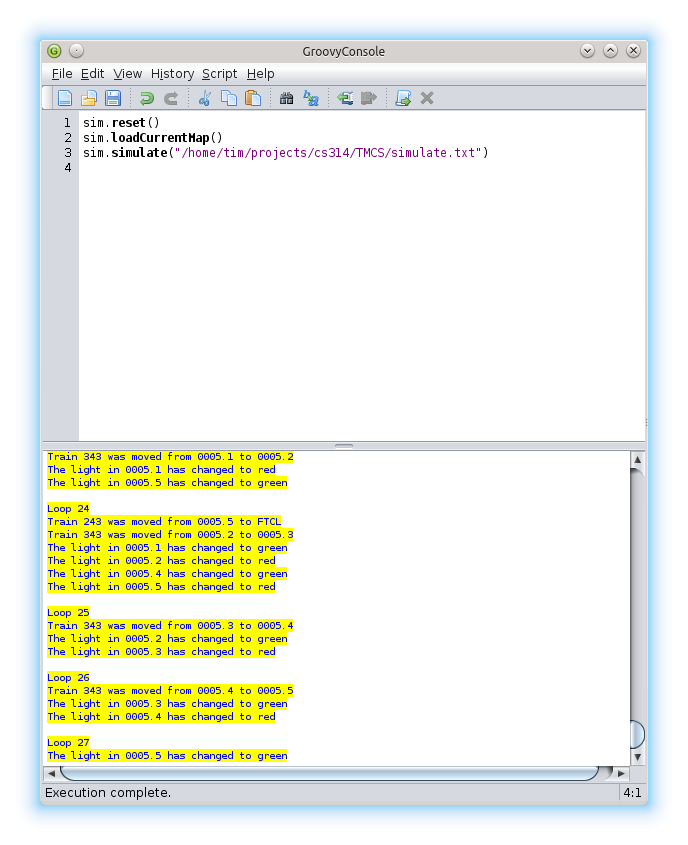 GroovyConsole
File Edit View History Script Help
1 sim.reset()
2 sim.loadCurrentMap()
3 sim.simulate("/home/tim/projects/cs314/TMCS/simulate.txt")
4
Train 343 was moved from 0005.1 to 0005.2
The light in 0005.1 has changed to red
The light in 0005.5 has changed to green
Loop 24
Train 243 was moved from 0005.5 to FTCL
Train 343 was moved from 0005.2 to 0005.3
The light in 0005.1 has changed to green
The light in 0005.2 has changed to red
The light in 0005.4 has changed to green
The light in 0005.5 has changed to red
Loop 25
Train 343 was moved from 0005.3 to 0005.4
The light in 0005.2 has changed to green
The light in 0005.3 has changed to red
Loop 26
Train 343 was moved from 0005.4 to 0005.5
The light in 0005.3 has changed to green
The light in 0005.4 has changed to red
Loop 27
The light in 0005.5 has changed to green
Execution complete. 4:1